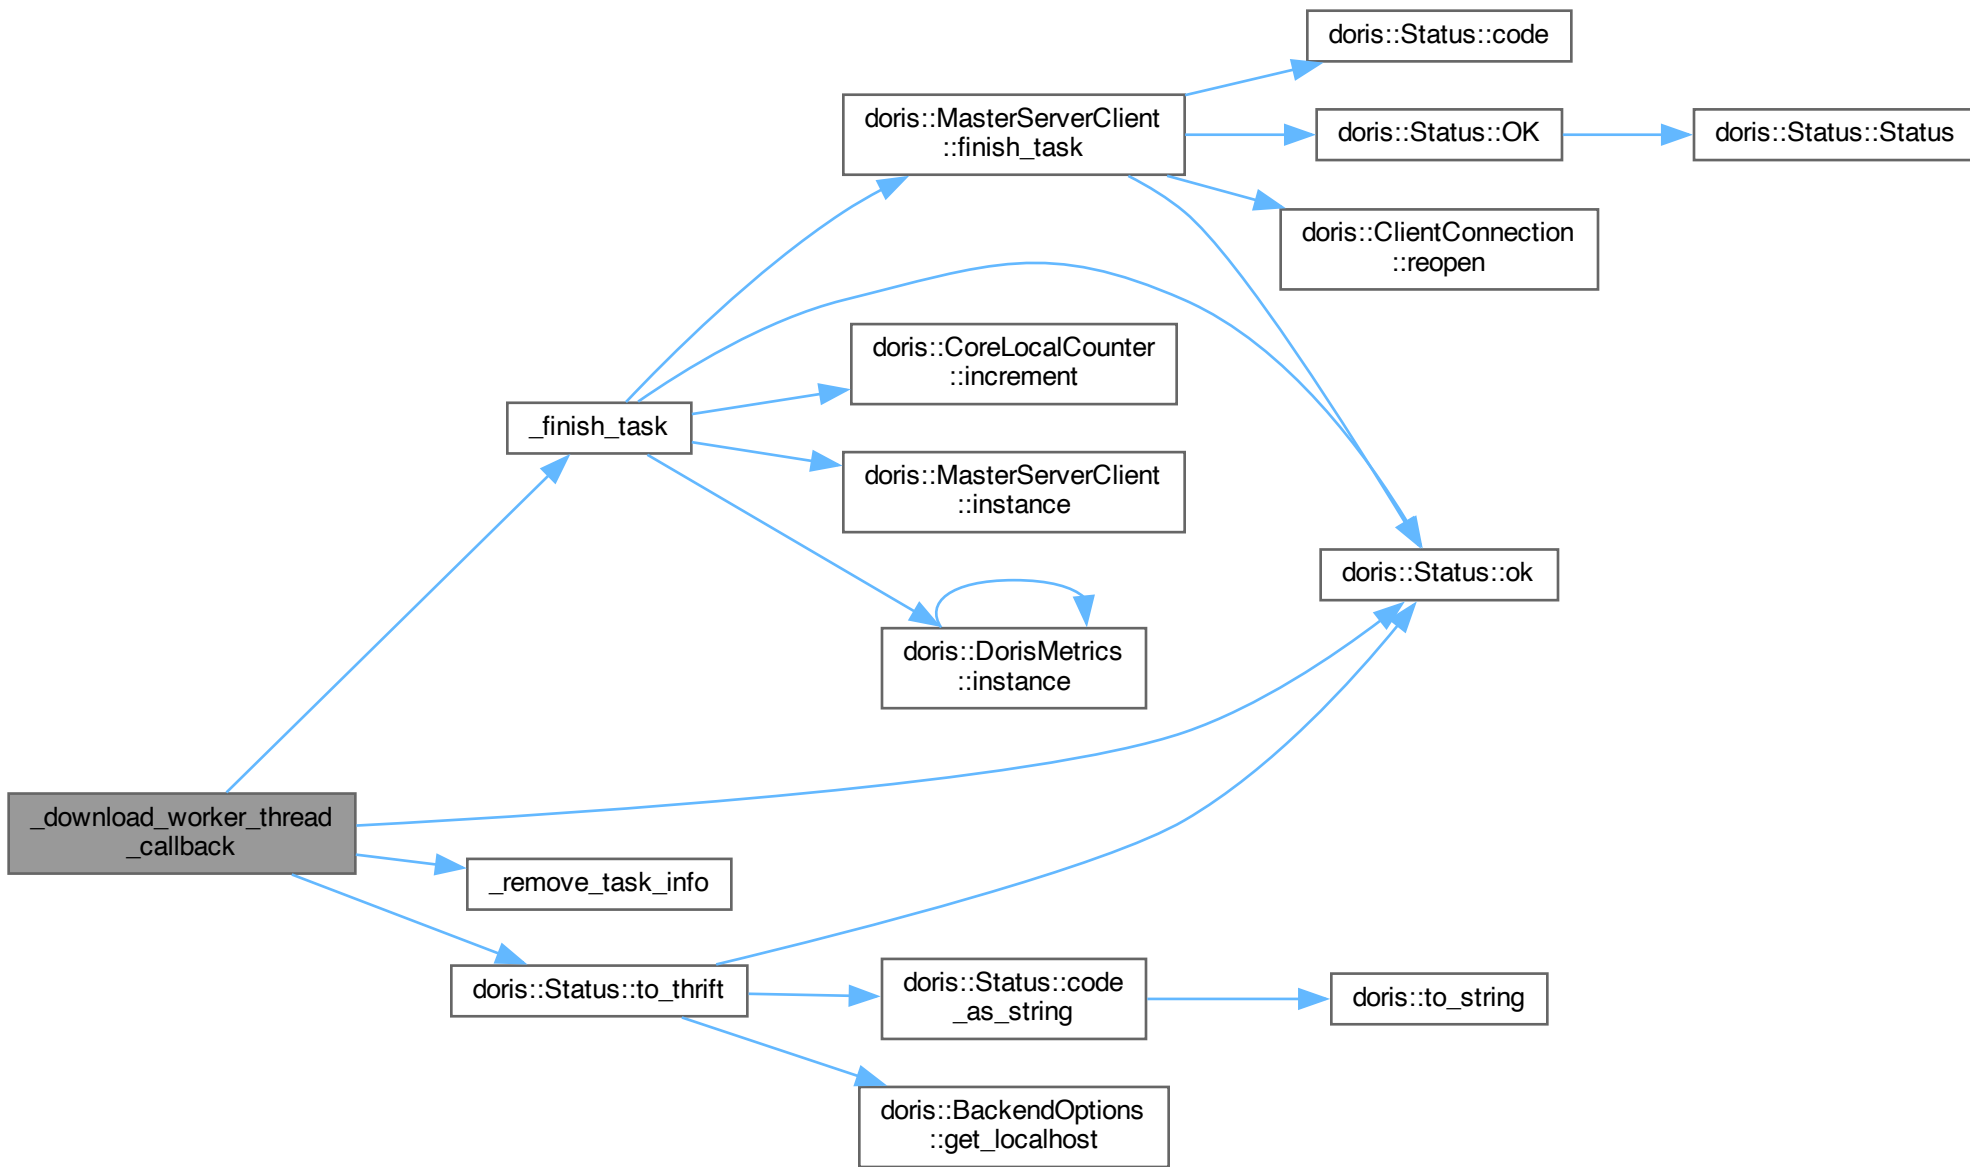 doris::Status::code
doris::MasterServerClient
::finish_task
doris::Status::OK
doris::Status::Status
doris::ClientConnection
::reopen
doris::CoreLocalCounter
::increment
_finish_task
doris::MasterServerClient
::instance
doris::Status::ok
doris::DorisMetrics
::instance
_download_worker_thread
_callback
_remove_task_info
doris::Status::to_thrift
doris::Status::code
_as_string
doris::to_string
doris::BackendOptions
::get_localhost